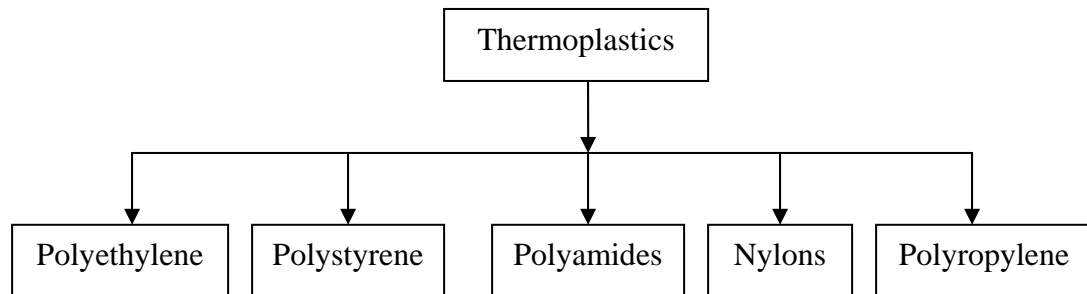 Thermoplastics
Polyethylene
Polystyrene
Polyamides
Nylons
Polyropylene